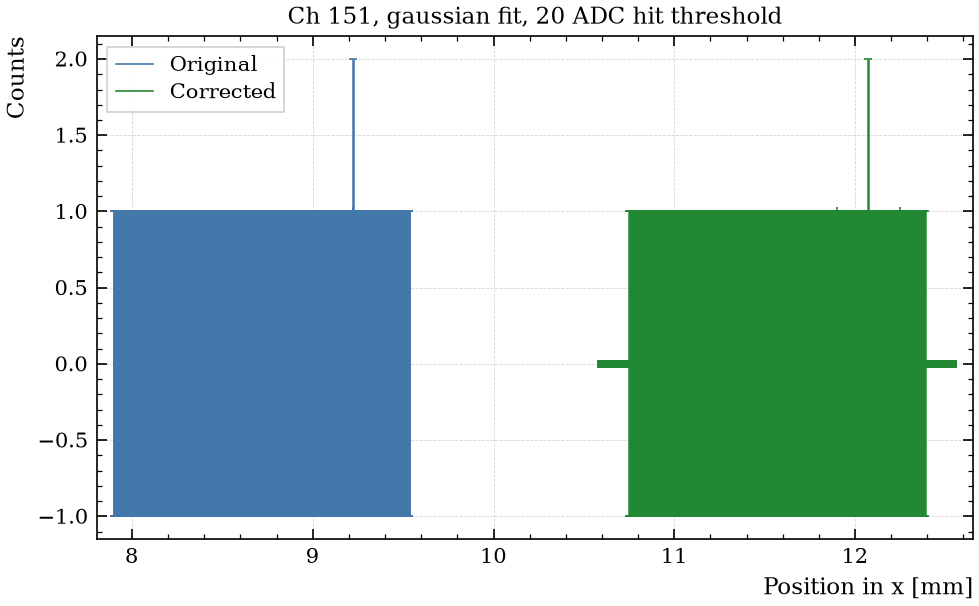 Ch 151, gaussian fit, 20 ADC hit threshold
Counts
Original
Corrected
2.0
1.5
1.0
0.5
0.0
−0.5
−1.0
8 9 10 11 12
Position in x [mm]